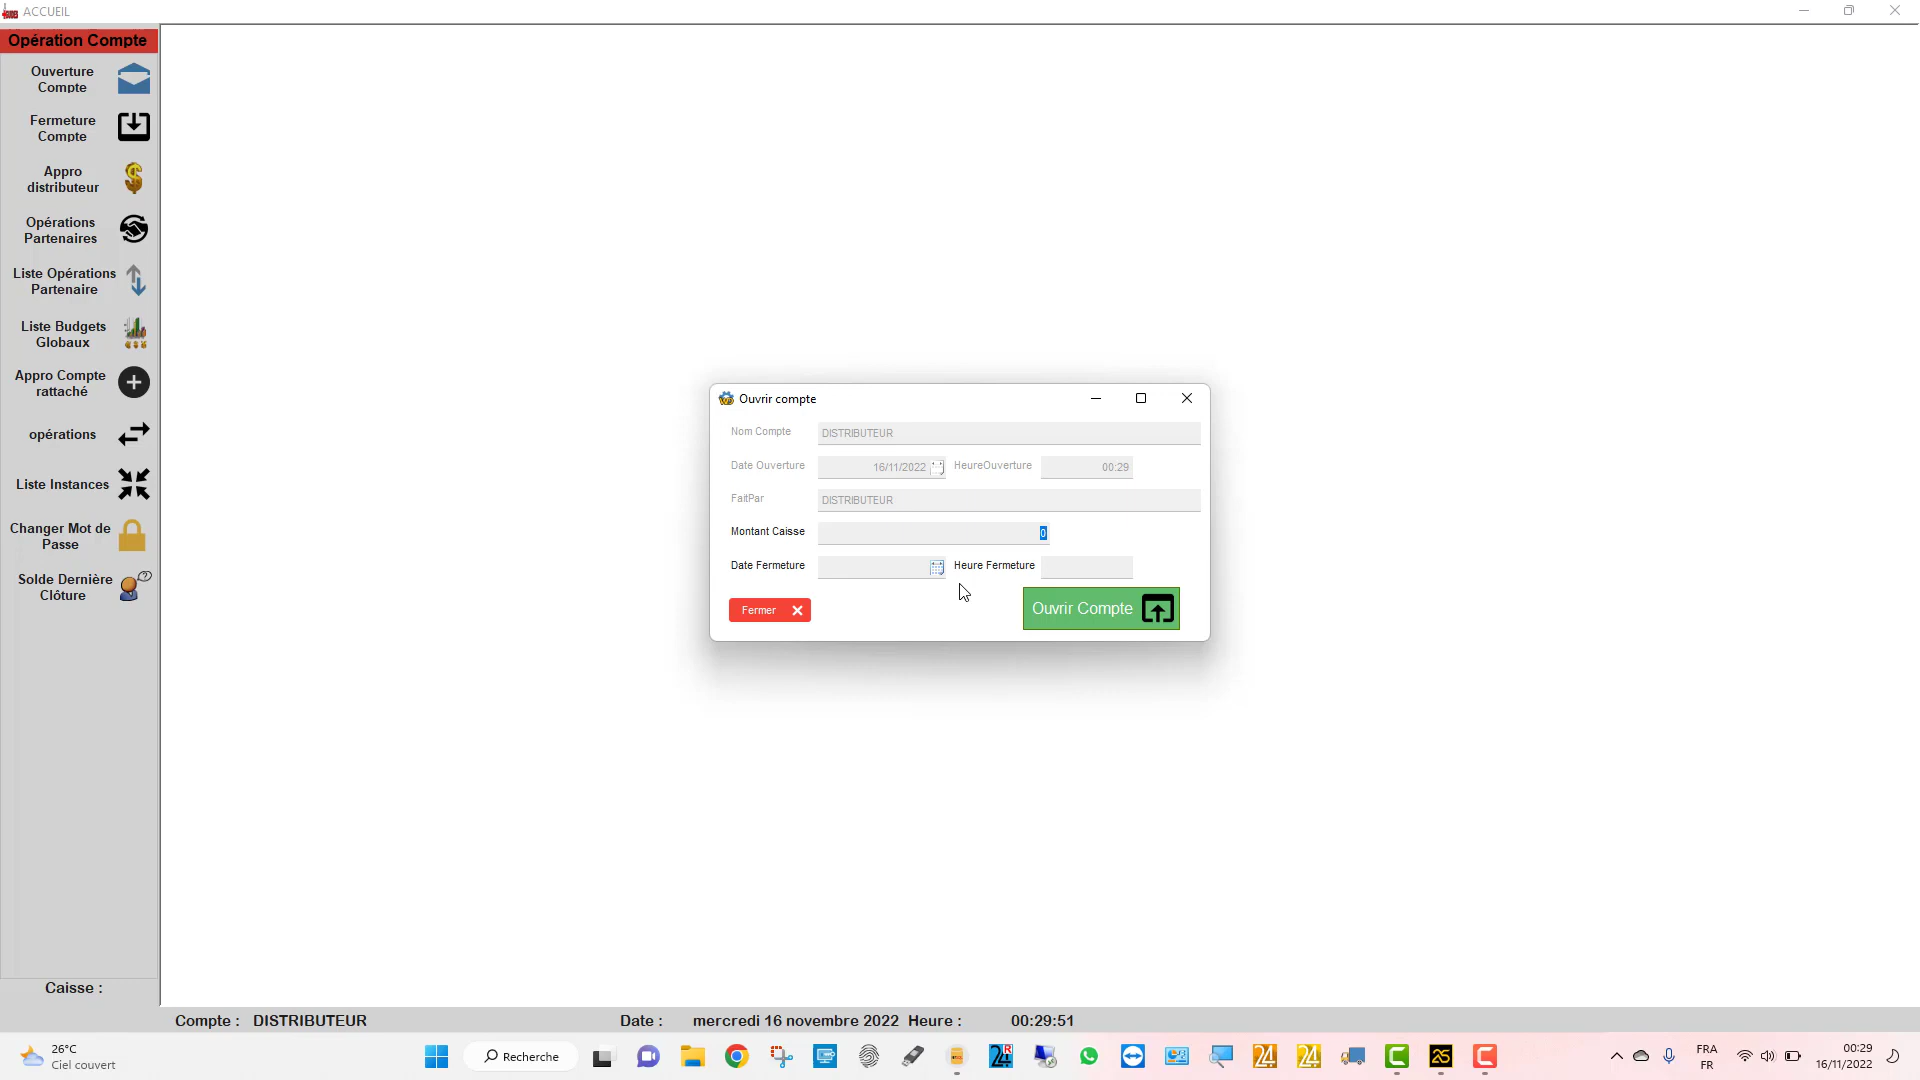 ACCUEIL
Opération Compte
Ouverture
Compte
Fermeture
Compte
Appro
distributeur
Opérations
Partenaires
Liste Opérations
Partenaire
Liste Budgets
Globaux
Appro Compte
rattaché
opérations
Liste Instances
Changer Mot de
Passe
Solde Dernière
Clôture
Caisse :
Ouvrir compte
Nom Compte DISTRIBUTEUR
Date Ouverture 16/11/2022 HeureOuverture 00:29
FaitPar DISTRIBUTEUR
Montant Caisse 0
Date Fermeture Heure Fermeture
Fermer
Ouvrir Compte
Compte : DISTRIBUTEUR Date : mercredi 16 novembre 2022 Heure : 00:29:51
26°C
Ciel couvert
Recherche
FRA
FR
00:29
16/11/2022